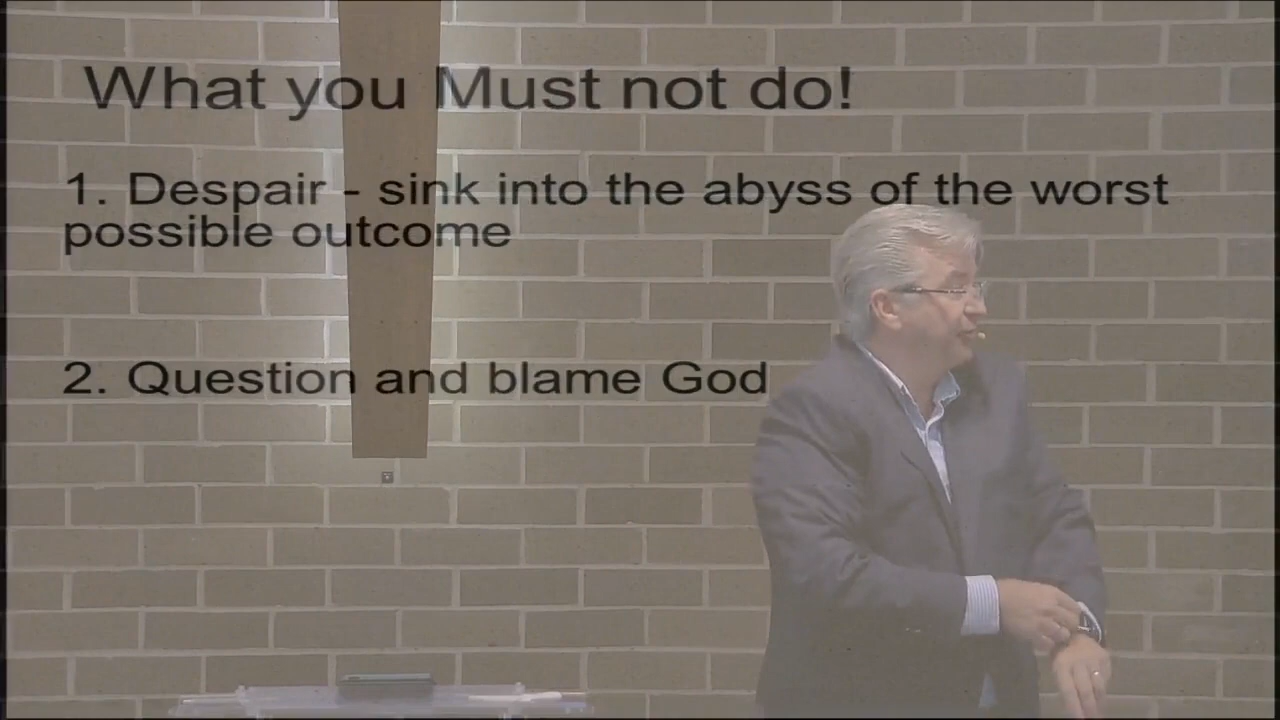 What you Must not do!
1. Despair - sink into the abyss of the worst
possible outcome
2. Question and blame God